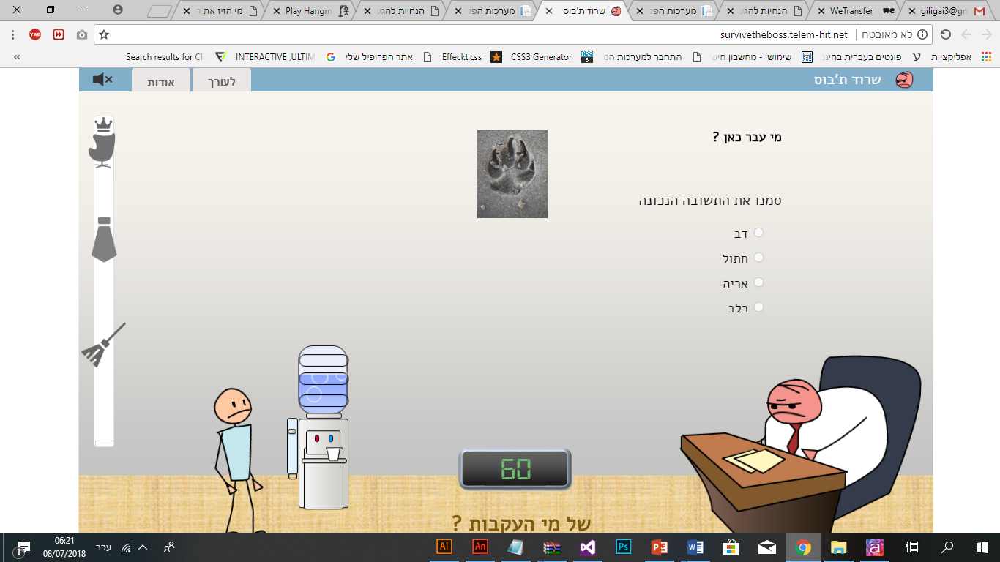 מי הזיז את ר
Play Hangm
הנחיות להגע
מערכות הפ
שרוד ת'בוס
מערכות הפ
הנחיות להגע
WeTransfer
giligai3@gm
לא מאובטח
survivetheboss.telem-hit.net
אפליקציות
פונטים בעברית בחינ
שימושי - מחשבון חיש
התחבר למערכות המ
CSS3 Generator
Effeckt.css
אתר הפרופיל שלי
INTERACTIVE ,ULTIM
Search results for Cli
שרוד ת'בוס
לעורך
אודות
מי עבר כאן ?
סמנו את התשובה הנכונה
דב
חתול
אריה
כלב
60
של מי העקבות ?
06:21
08/07/2018
עבר
1